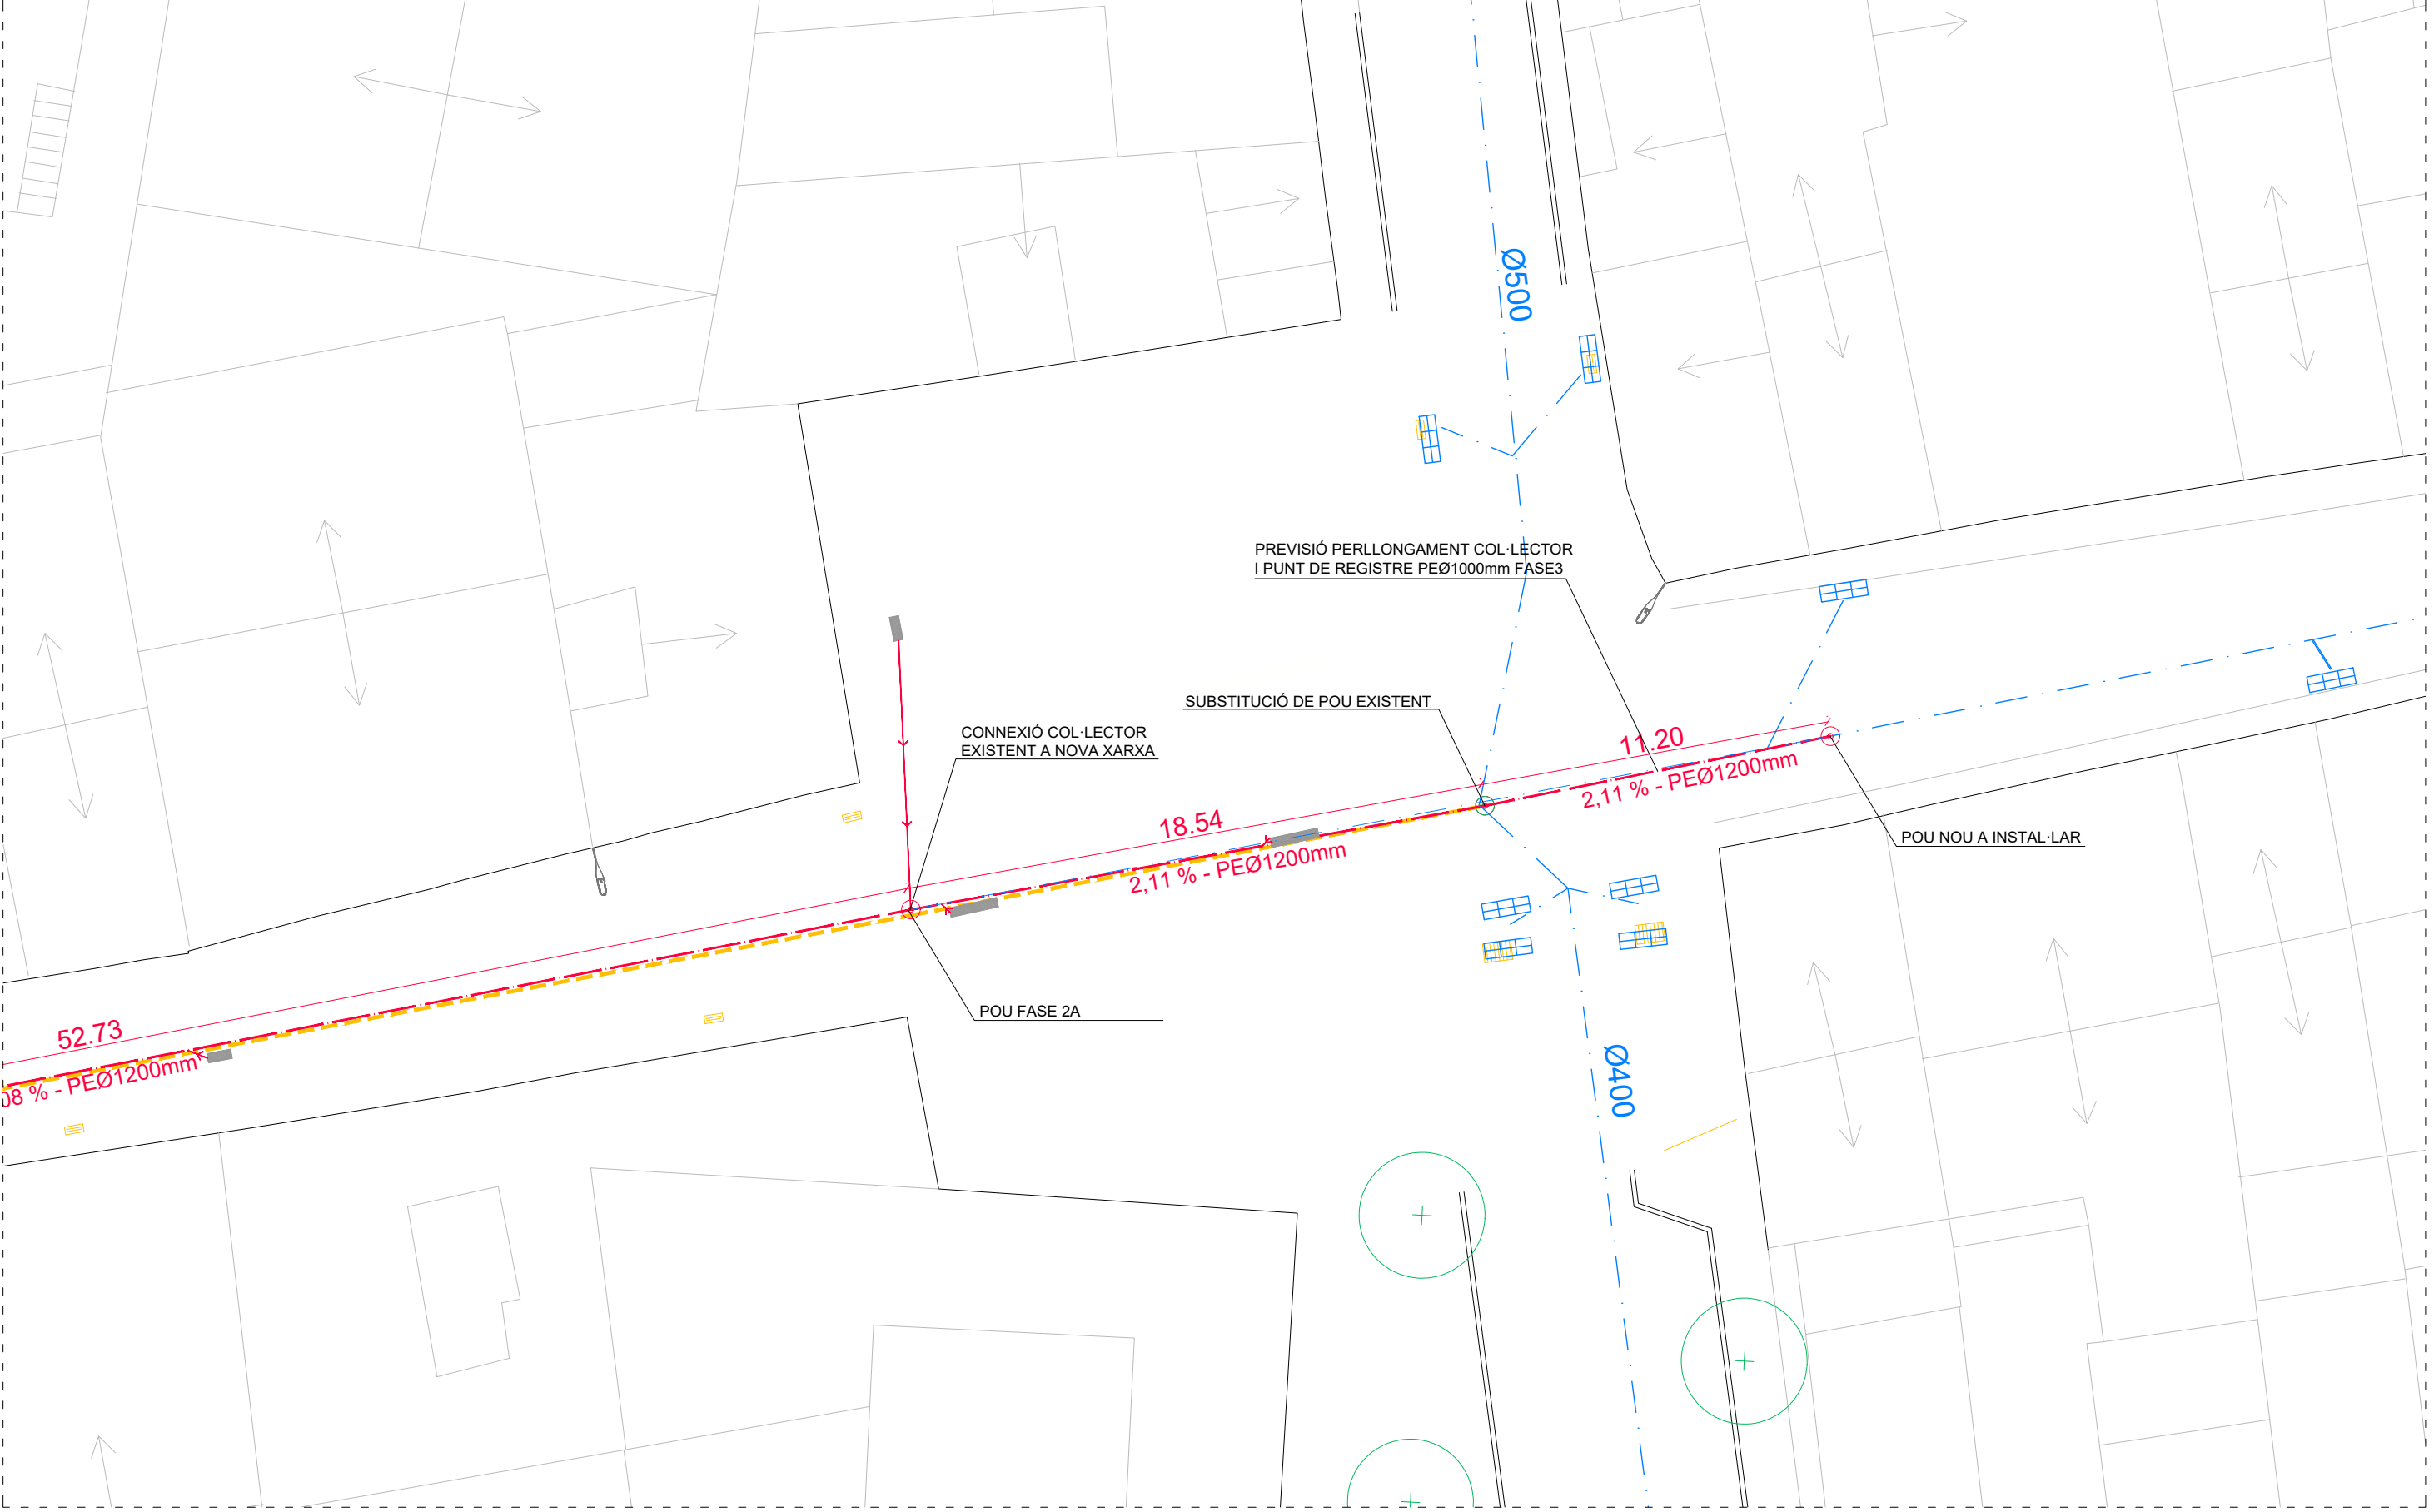 Ø500
PREVISIÓ PERLLONGAMENT COL·LECTOR
I PUNT DE REGISTRE PEØ1000mm FASE3
SUBSTITUCIÓ DE POU EXISTENT
CONNEXIÓ COL·LECTOR
EXISTENT A NOVA XARXA
11.20
2,11 % - PEØ1200mm
18.54
2,11 % - PEØ1200mm
POU NOU A INSTAL·LAR
POU FASE 2A
52.73
08 % - PEØ1200mm
Ø400